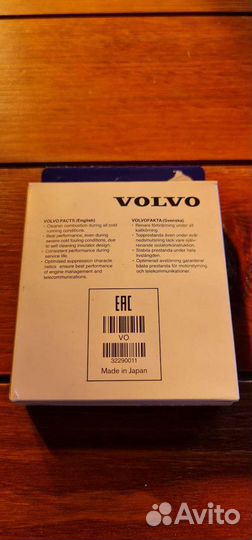 VOLVO
VOLVO FACTS (English)
- Cleaner combustion during all cold
running conditions.
- Best performance, even during
severe cold fouling conditions, due
to self cleaning insulator design.
- Consistent performance during
service life.
- Optimised suppression charachte-
ristics ensure best performance
of engine management and
telecommunications.
VOLVOFAKTA (Svenska)
- Renare förbränning under all
kallkörning.
- Topprestanda även under svår
nedsmutsning tack vare själv-
renande isolatorkonstruktion.
- Stabila prestanda under hela
livslängden.
- Optimerad avstörning garanterar
bästa prestanda för motorstyrning
och telekommunikationer.
EAC
VO
32290011
Made in Japan
Avito